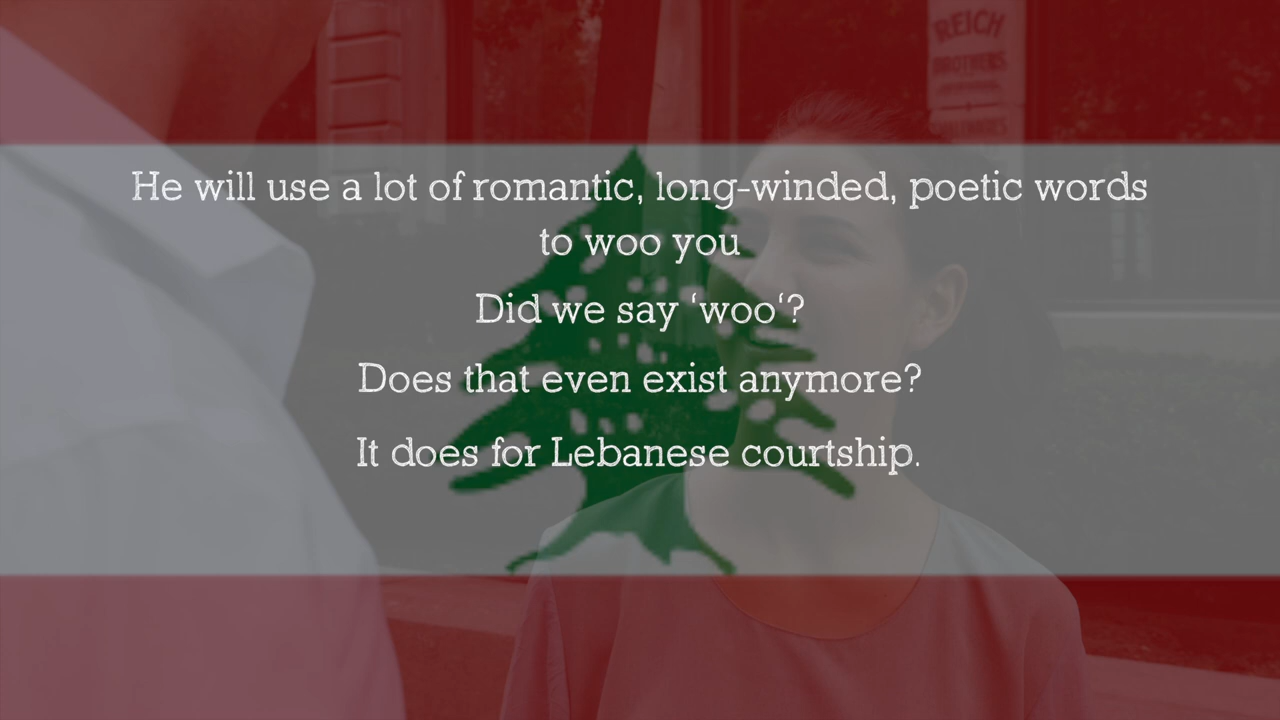 REICH
BROTHERS
He will use a lot of romantic, long-winded, poetic words
to woo you
Did we say ‘woo‘?
Does that even exist anymore?
It does for Lebanese courtship.